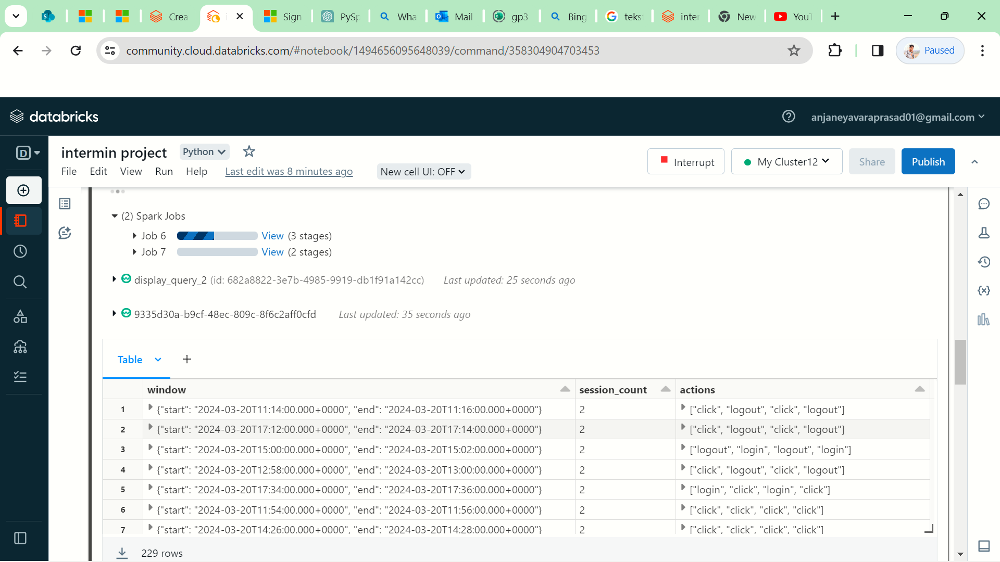 Crea
i
Sign
PySp
Wha
Mail
gp3
Bing
tekst
inter
New
YouT
community.cloud.databricks.com/#notebook/1494656095648039/command/358304904703453
Paused
databricks
anjaneyavaraprasad01@gmail.com
D
intermin project
Python
File Edit View Run Help Last edit was 8 minutes ago New cell UI: OFF
Interrupt My Cluster12 Share Publish
(2) Spark Jobs
Job 6 View (3 stages)
Job 7 View (2 stages)
display_query_2 (id: 682a8822-3e7b-4985-9919-db1f91a142cc) Last updated: 25 seconds ago
9335d30a-b9cf-48ec-809c-8f6c2aff0cfd Last updated: 35 seconds ago
Table +
window session_count actions
1 {"start": "2024-03-20T11:14:00.000+0000", "end": "2024-03-20T11:16:00.000+0000"} 2 ["click", "logout", "click", "logout"]
2 {"start": "2024-03-20T17:12:00.000+0000", "end": "2024-03-20T17:14:00.000+0000"} 2 ["click", "logout", "click", "logout"]
3 {"start": "2024-03-20T15:00:00.000+0000", "end": "2024-03-20T15:02:00.000+0000"} 2 ["logout", "login", "logout", "login"]
4 {"start": "2024-03-20T12:58:00.000+0000", "end": "2024-03-20T13:00:00.000+0000"} 2 ["click", "logout", "click", "logout"]
5 {"start": "2024-03-20T17:34:00.000+0000", "end": "2024-03-20T17:36:00.000+0000"} 2 ["login", "click", "login", "click"]
6 {"start": "2024-03-20T11:54:00.000+0000", "end": "2024-03-20T11:56:00.000+0000"} 2 ["click", "click", "click", "click"]
7 {"start": "2024-03-20T14:26:00.000+0000", "end": "2024-03-20T14:28:00.000+0000"} 2 ["click", "click", "click", "click"]
229 rows